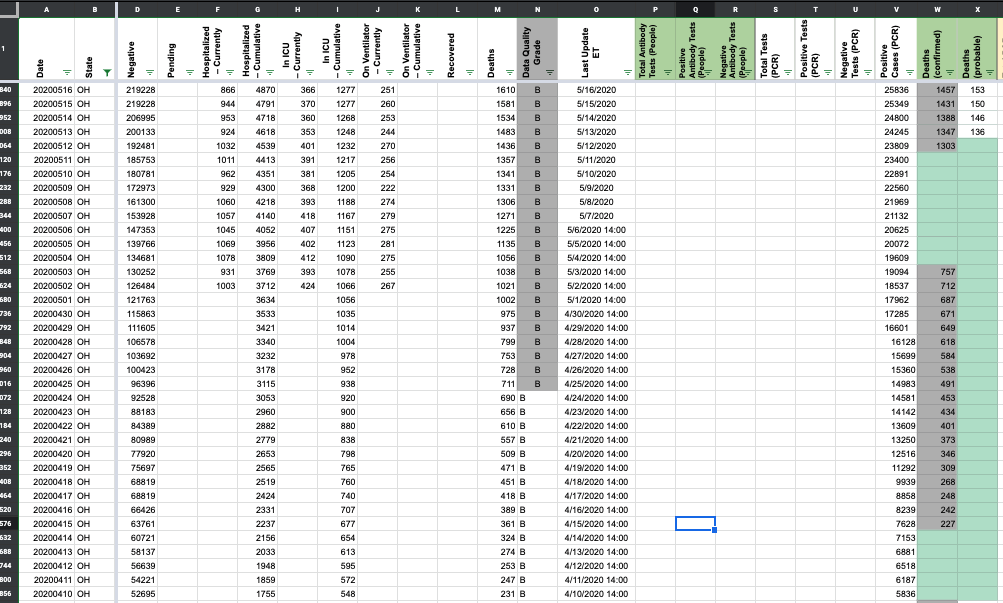 A B D E F G H I J K L M N O P Q R S T U V W X
1 Date State Negative Pending Hospitalized – Currently Hospitalized – Cumulative In ICU – Currently In ICU – Cumulative On Ventilator – Currently On Ventilator – Cumulative Recovered Deaths Data Quality Grade Last Update ET Total Antibody Tests (People) Positive Antibody Tests (People) Negative Antibody Tests (People) Total Tests (PCR) Positive Tests (PCR) Negative Tests (PCR) Positive Cases (PCR) Deaths (confirmed) Deaths (probable)
840 20200516 OH 219228 866 4870 366 1277 251 1610 B 5/16/2020 25836 1457 153
896 20200515 OH 219228 944 4791 370 1277 260 1581 B 5/15/2020 25349 1431 150
952 20200514 OH 206995 953 4718 360 1268 253 1534 B 5/14/2020 24800 1388 146
008 20200513 OH 200133 924 4618 353 1248 244 1483 B 5/13/2020 24245 1347 136
064 20200512 OH 192481 1032 4539 401 1232 270 1436 B 5/12/2020 23809 1303
120 20200511 OH 185753 1011 4413 391 1217 256 1357 B 5/11/2020 23400
176 20200510 OH 180781 962 4351 381 1205 254 1341 B 5/10/2020 22891
232 20200509 OH 172973 929 4300 368 1200 222 1331 B 5/9/2020 22560
288 20200508 OH 161300 1060 4218 393 1188 274 1306 B 5/8/2020 21969
344 20200507 OH 153928 1057 4140 418 1167 279 1271 B 5/7/2020 21132
400 20200506 OH 147353 1045 4052 407 1151 275 1225 B 5/6/2020 14:00 20625
456 20200505 OH 139766 1069 3956 402 1123 281 1135 B 5/5/2020 14:00 20072
512 20200504 OH 134681 1078 3809 412 1090 275 1056 B 5/4/2020 14:00 19609
568 20200503 OH 130252 931 3769 393 1078 255 1038 B 5/3/2020 14:00 19094 757
624 20200502 OH 126484 1003 3712 424 1066 267 1021 B 5/2/2020 14:00 18537 712
680 20200501 OH 121763 3634 1056 1002 B 5/1/2020 14:00 17962 687
736 20200430 OH 115863 3533 1035 975 B 4/30/2020 14:00 17285 671
792 20200429 OH 111605 3421 1014 937 B 4/29/2020 14:00 16601 649
848 20200428 OH 106578 3340 1004 799 B 4/28/2020 14:00 16128 618
904 20200427 OH 103692 3232 978 753 B 4/27/2020 14:00 15699 584
960 20200426 OH 100423 3178 952 728 B 4/26/2020 14:00 15360 538
016 20200425 OH 96396 3115 938 711 B 4/25/2020 14:00 14983 491
072 20200424 OH 92528 3053 920 690 B 4/24/2020 14:00 14581 453
128 20200423 OH 88183 2960 900 656 B 4/23/2020 14:00 14142 434
184 20200422 OH 84389 2882 880 610 B 4/22/2020 14:00 13609 401
240 20200421 OH 80989 2779 838 557 B 4/21/2020 14:00 13250 373
296 20200420 OH 77920 2653 798 509 B 4/20/2020 14:00 12516 346
352 20200419 OH 75697 2565 765 471 B 4/19/2020 14:00 11292 309
408 20200418 OH 68819 2519 760 451 B 4/18/2020 14:00 9939 268
464 20200417 OH 68819 2424 740 418 B 4/17/2020 14:00 8858 248
520 20200416 OH 66426 2331 707 389 B 4/16/2020 14:00 8239 242
576 20200415 OH 63761 2237 677 361 B 4/15/2020 14:00 7628 227
632 20200414 OH 60721 2156 654 324 B 4/14/2020 14:00 7153
688 20200413 OH 58137 2033 613 274 B 4/13/2020 14:00 6881
744 20200412 OH 56639 1948 595 253 B 4/12/2020 14:00 6518
800 20200411 OH 54221 1859 572 247 B 4/11/2020 14:00 6187
856 20200410 OH 52695 1755 548 231 B 4/10/2020 14:00 5836